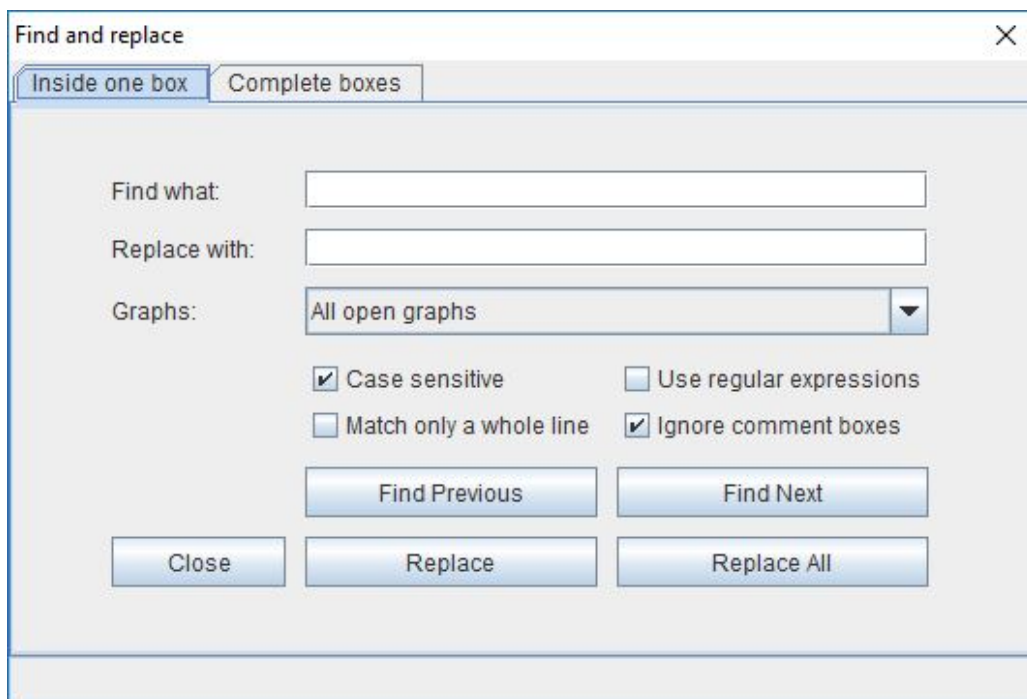 Find and replace
Inside one box Complete boxes
Find what:
Replace with:
Graphs: All open graphs
Case sensitive Use regular expressions
Match only a whole line Ignore comment boxes
Find Previous Find Next
Close Replace Replace All